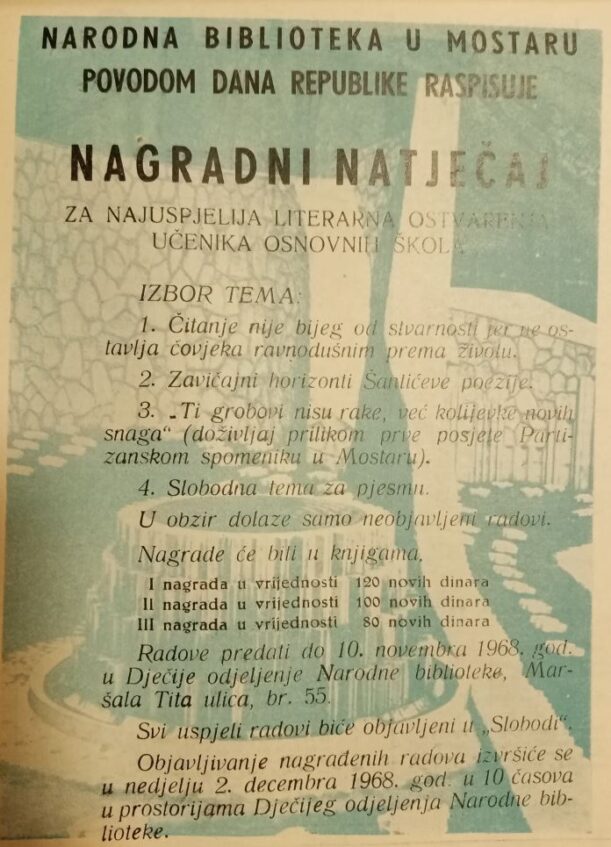 NARODNA BIBLIOTEKA U MOSTARU
POVODOM DANA REPUBLIKE RASPISUJE
NAGRADNI NATJEČAJ
ZA NAJUSPJELIJA LITERARNA OSTVARENJA
UČENIKA OSNOVNIH ŠKOLA
IZBOR TEMA:
1. Čitanje nije bijeg od stvarnosti jer ne os-
tavlja čovjeka ravnodušnim prema životu.
2. Zavičajni horizonti Šantićeve poezije.
3. „Ti grobovi nisu rake, već kolijevke novih
snaga“ (doživljaj prilikom prve posjete Parti-
zanskom spomeniku u Mostaru).
4. Slobodna tema za pjesmu.
U obzir dolaze samo neobjavljeni radovi.
Nagrade će biti u knjigama.
I nagrada u vrijednosti 120 novih dinara
II nagrada u vrijednosti 100 novih dinara
III nagrada u vrijednosti 80 novih dinara
Radove predati do 10. novembra 1968. god.
u Dječije odjeljenje Narodne biblioteke, Mar-
šala Tita ulica, br. 55.
Svi uspjeli radovi biće objavljeni u „Slobodi“.
Objavljivanje nagrađenih radova izvršiće se
u nedjelju 2. decembra 1968. god. u 10 časova
u prostorijama Dječijeg odjeljenja Narodne bib-
lioteke.